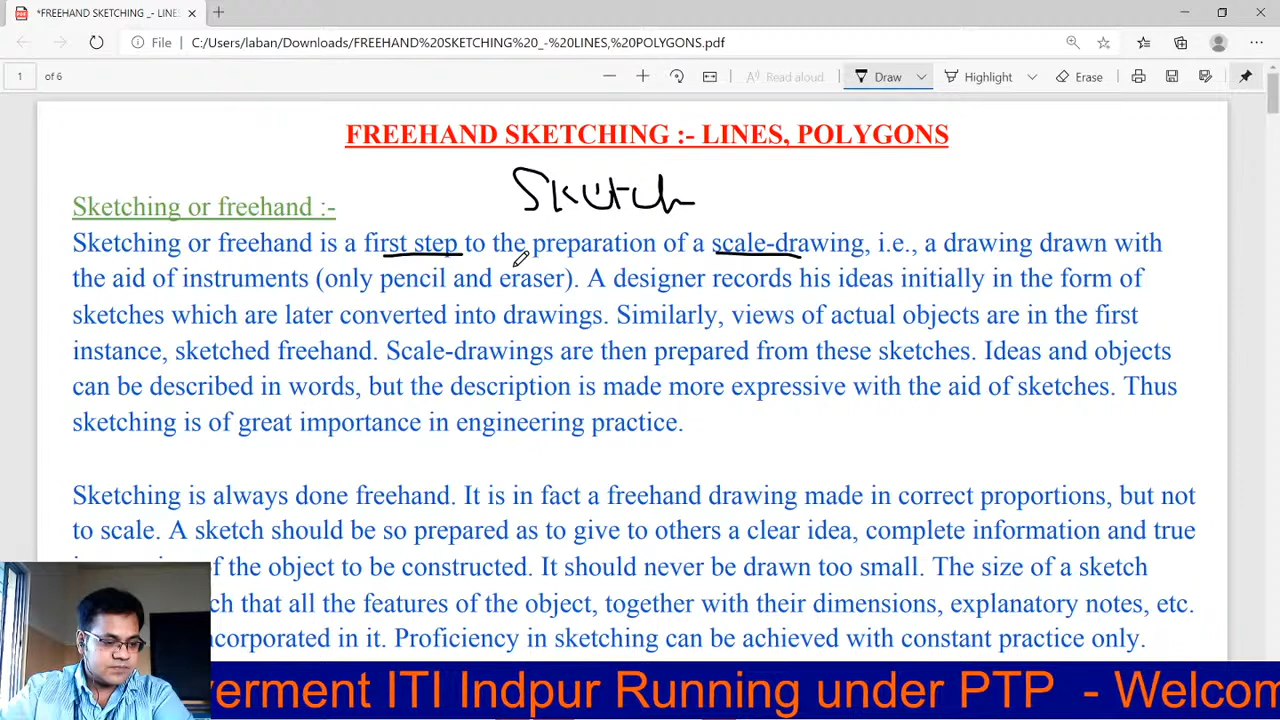 *FREEHAND SKETCHING _- LINES
File C:/Users/laban/Downloads/FREEHAND%20SKETCHING%20_-%20LINES,%20POLYGONS.pdf
1 of 6 Read aloud Draw Highlight Erase
FREEHAND SKETCHING :- LINES, POLYGONS
Sketch
Sketching or freehand :-
Sketching or freehand is a first step to the preparation of a scale-drawing, i.e., a drawing drawn with
the aid of instruments (only pencil and eraser). A designer records his ideas initially in the form of
sketches which are later converted into drawings. Similarly, views of actual objects are in the first
instance, sketched freehand. Scale-drawings are then prepared from these sketches. Ideas and objects
can be described in words, but the description is made more expressive with the aid of sketches. Thus
sketching is of great importance in engineering practice.
Sketching is always done freehand. It is in fact a freehand drawing made in correct proportions, but not
to scale. A sketch should be so prepared as to give to others a clear idea, complete information and true
of the object to be constructed. It should never be drawn too small. The size of a sketch
that all the features of the object, together with their dimensions, explanatory notes, etc.
in it. Proficiency in sketching can be achieved with constant practice only.
verment ITI Indpur Running under PTP - Welcom